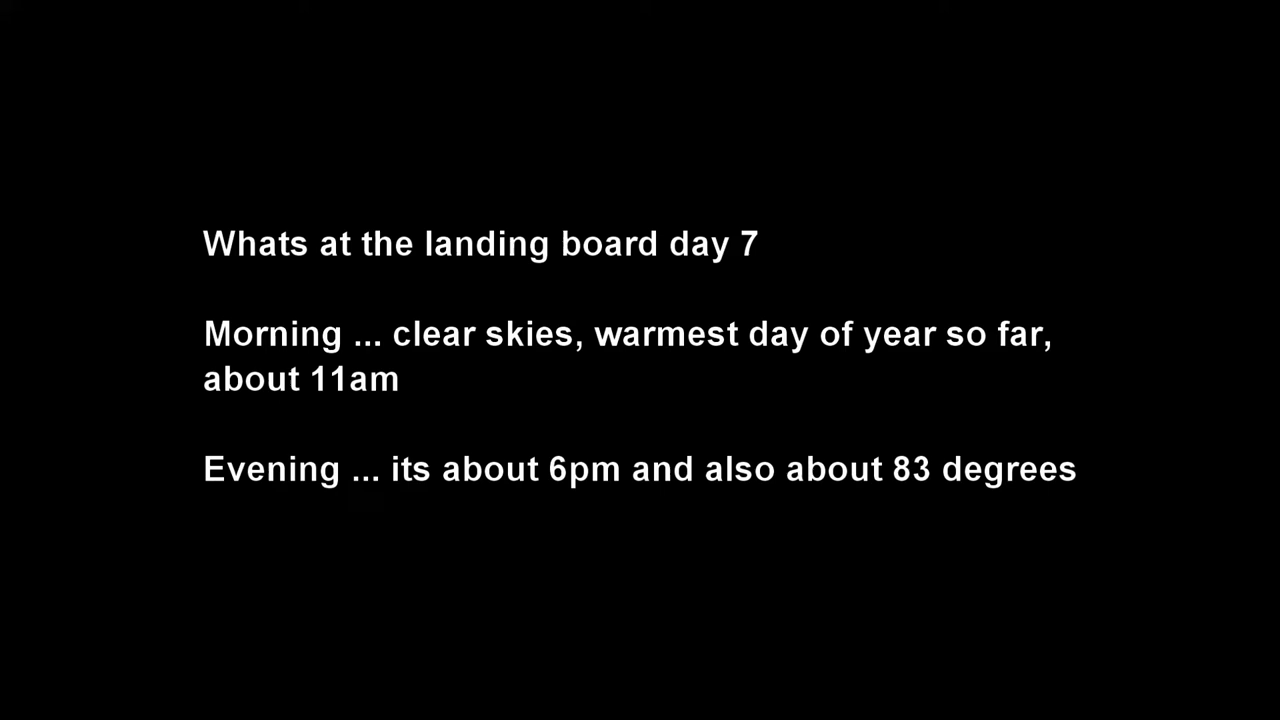 Whats at the landing board day 7
Morning ... clear skies, warmest day of year so far,
about 11am
Evening ... its about 6pm and also about 83 degrees